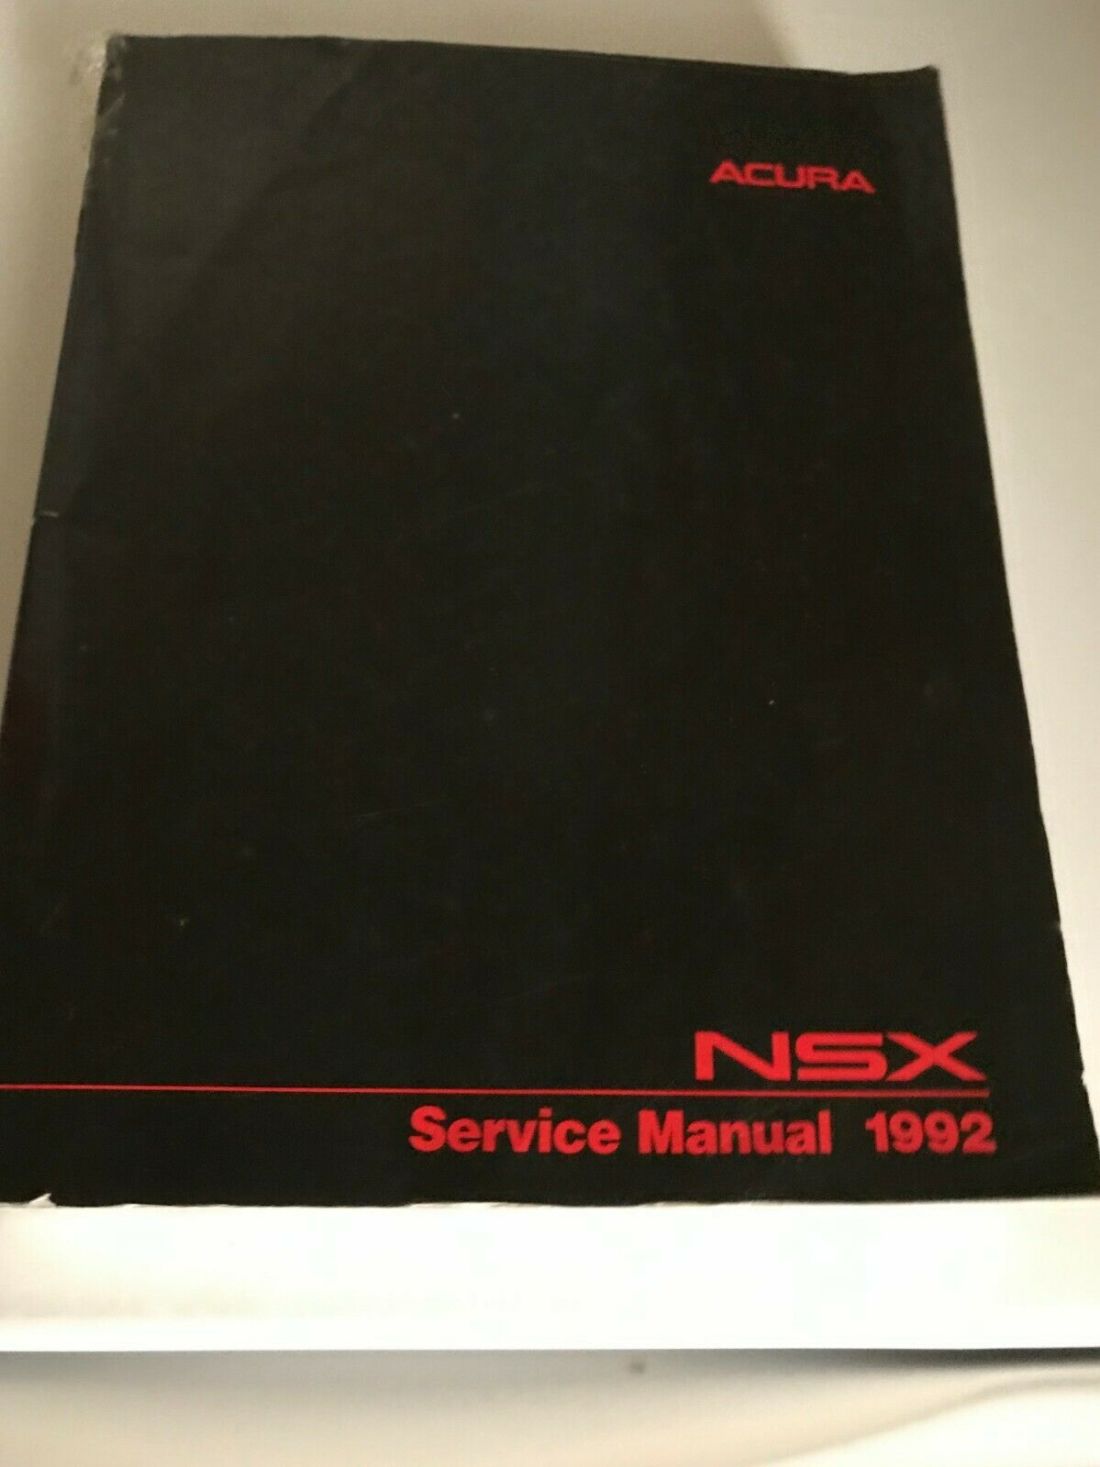 ACURA
NSX
Service Manual 1992